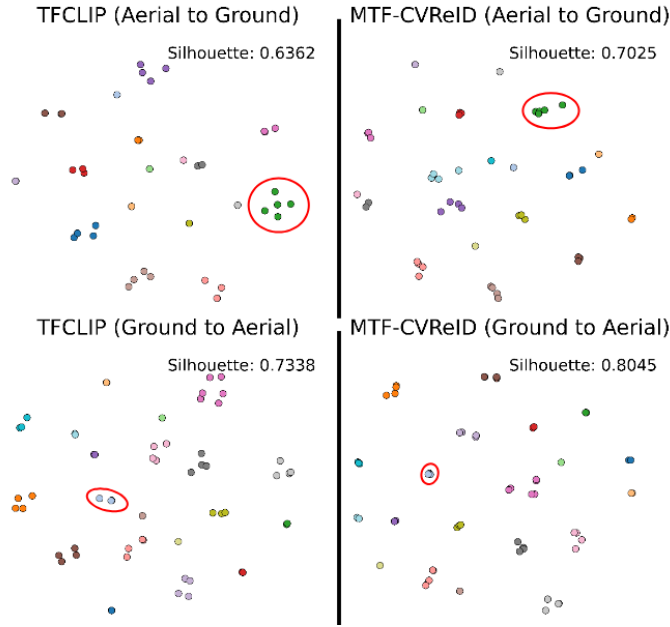 TFCLIP (Aerial to Ground)
Silhouette: 0.6362
MTF-CVReID (Aerial to Ground)
Silhouette: 0.7025
TFCLIP (Ground to Aerial)
Silhouette: 0.7338
MTF-CVReID (Ground to Aerial)
Silhouette: 0.8045